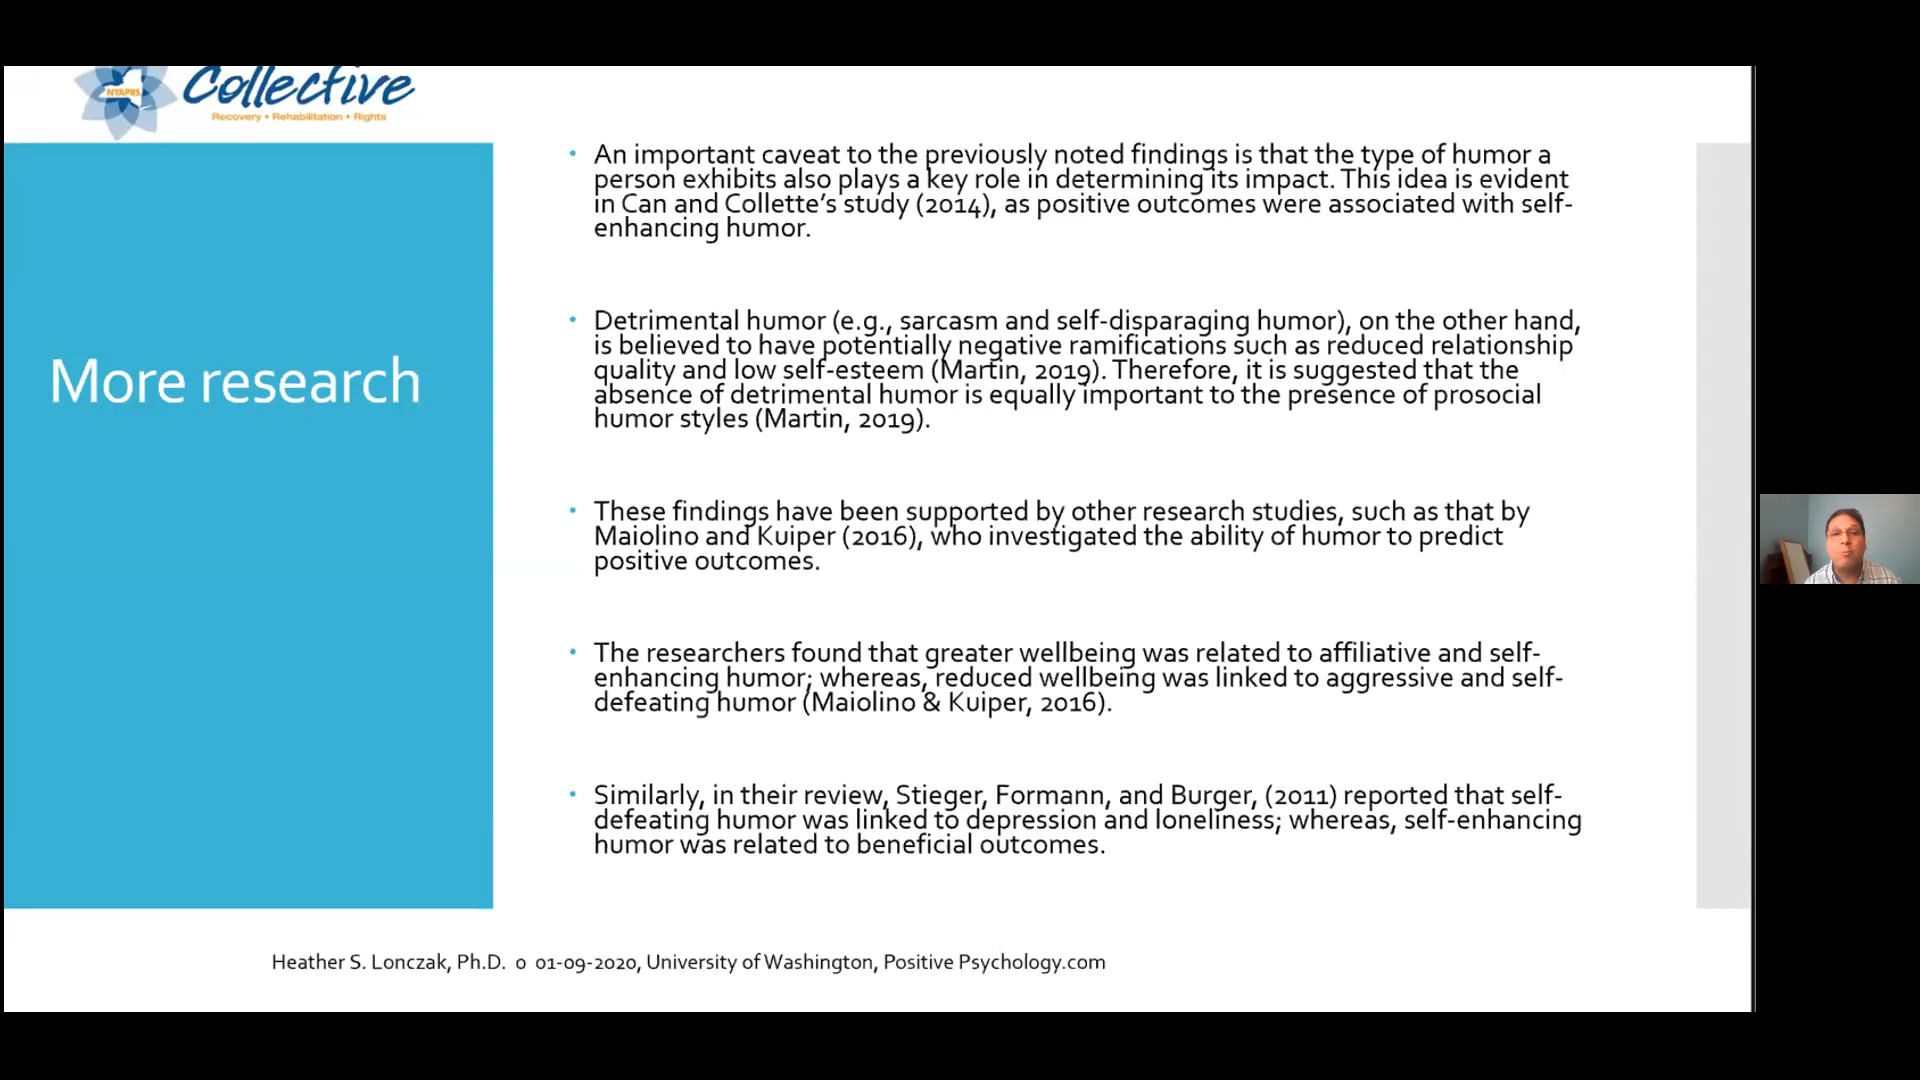 Collective
NYAPRS
Recovery • Rehabilitation • Rights
More research
• An important caveat to the previously noted findings is that the type of humor a
person exhibits also plays a key role in determining its impact. This idea is evident
in Can and Collette’s study (2014), as positive outcomes were associated with self-
enhancing humor.
• Detrimental humor (e.g., sarcasm and self-disparaging humor), on the other hand,
is believed to have potentially negative ramifications such as reduced relationship
quality and low self-esteem (Martin, 2019). Therefore, it is suggested that the
absence of detrimental humor is equally important to the presence of prosocial
humor styles (Martin, 2019).
• These findings have been supported by other research studies, such as that by
Maiolino and Kuiper (2016), who investigated the ability of humor to predict
positive outcomes.
• The researchers found that greater wellbeing was related to affiliative and self-
enhancing humor; whereas, reduced wellbeing was linked to aggressive and self-
defeating humor (Maiolino & Kuiper, 2016).
• Similarly, in their review, Stieger, Formann, and Burger, (2011) reported that self-
defeating humor was linked to depression and loneliness; whereas, self-enhancing
humor was related to beneficial outcomes.
Heather S. Lonczak, Ph.D. o 01-09-2020, University of Washington, Positive Psychology.com